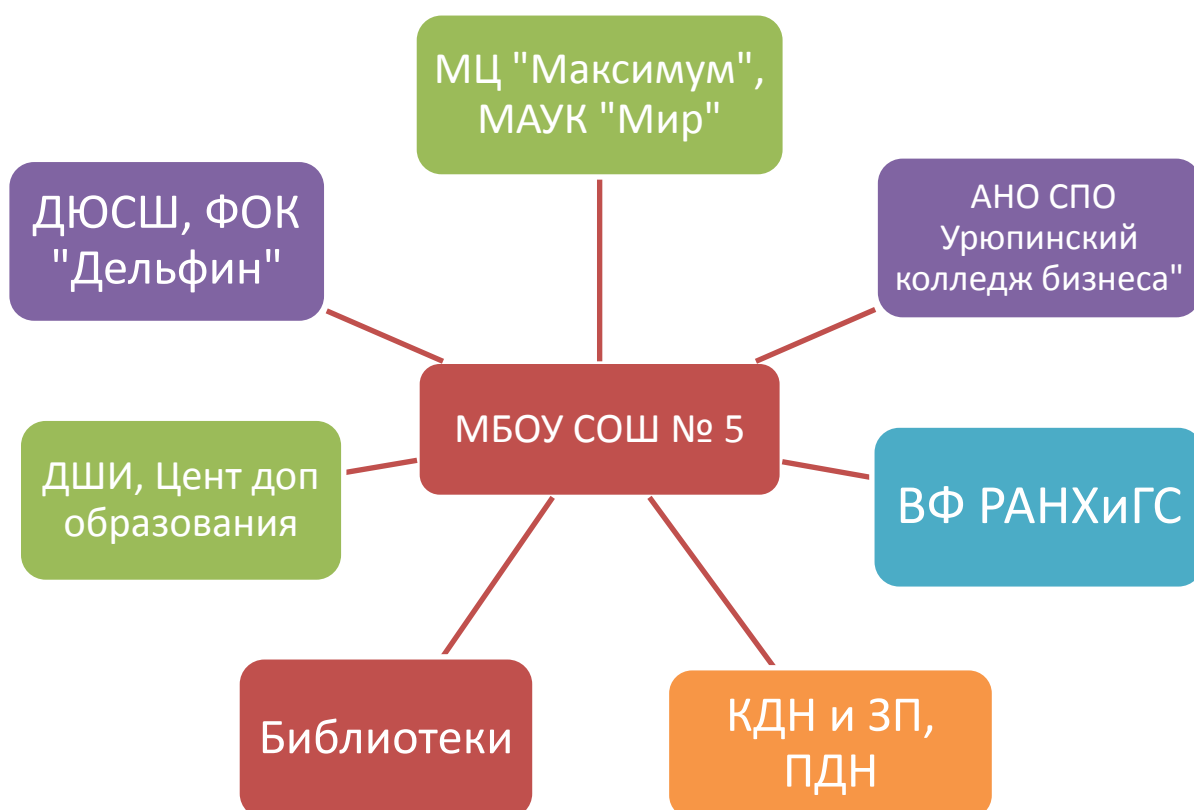 МЦ "Максимум",
МАУК "Мир"
ДЮСШ, ФОК
"Дельфин"
АНО СПО
Урюпинский
колледж бизнеса"
МБОУ СОШ № 5
ДШИ, Цент доп
образования
ВФ РАНХиГС
Библиотеки
КДН и ЗП,
ПДН